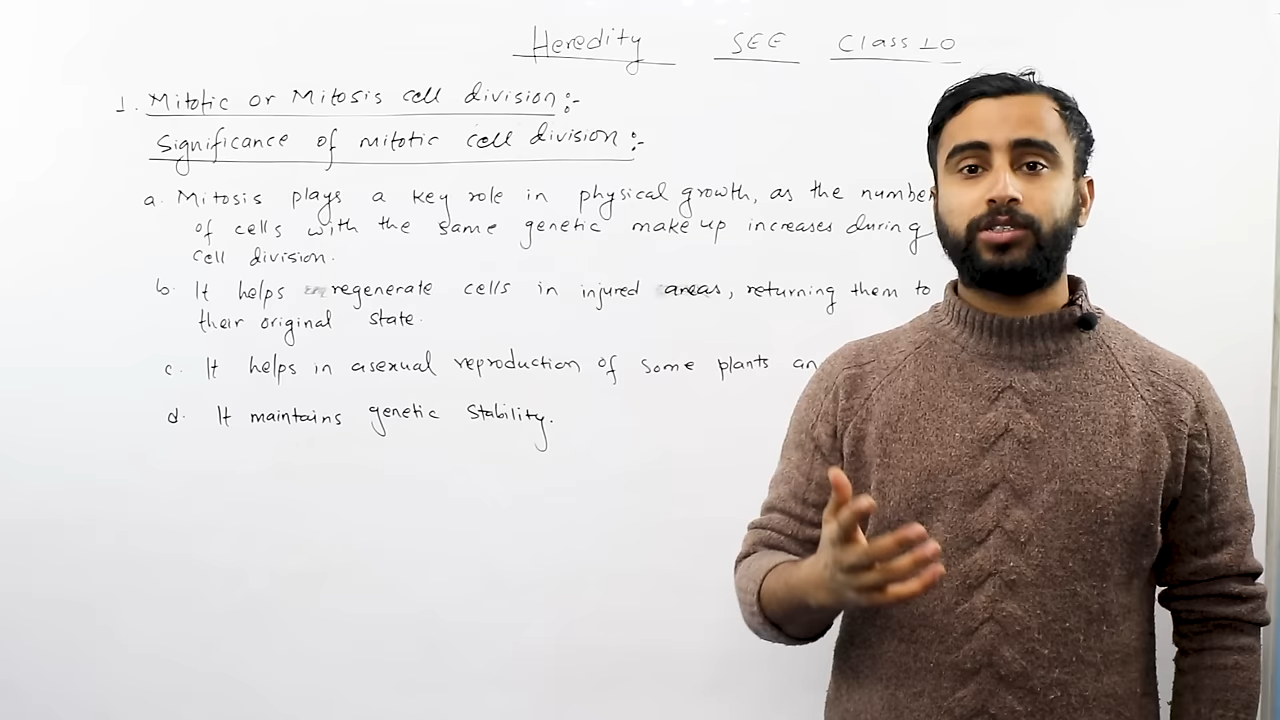 Heredity SEE Class 10
1. Mitotic or Mitosis cell division :-
Significance of mitotic cell division :-
a. Mitosis plays a key role in physical growth, as the number
of cells with the same genetic make up increases during
cell division.
b. It helps regenerate cells in injured areas, returning them to
their original state.
c. It helps in asexual reproduction of some plants an
d. It maintains genetic stability.